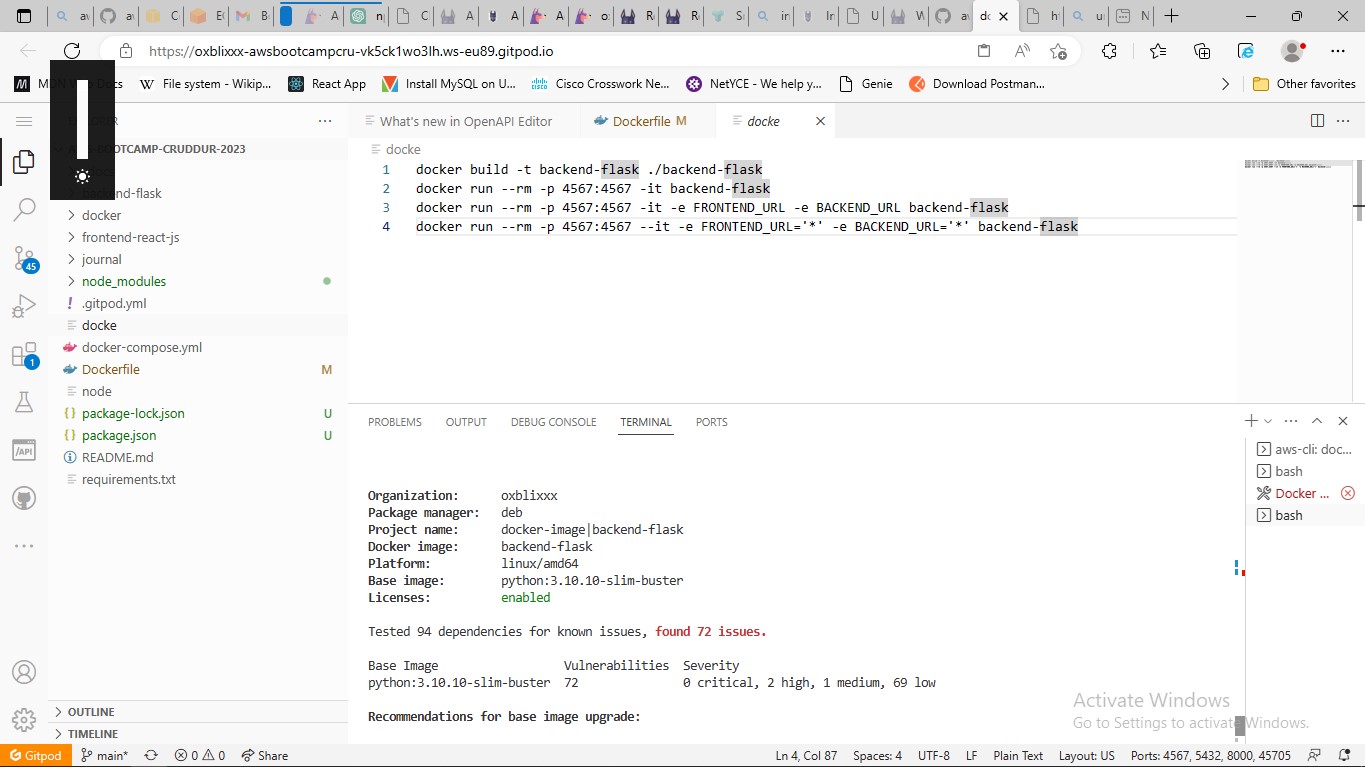 https://oxblixxx-awsbootcampcru-vk5ck1wo3lh.ws-eu89.gitpod.io
File system - Wikip...
React App
Install MySQL on U...
Cisco Crosswork Ne...
NetYCE - We help y...
Genie
Download Postman...
Other favorites
What's new in OpenAPI Editor
Dockerfile M
docke
BOOTCAMP-CRUDDUR-2023
docke
1 docker build -t backend-flask ./backend-flask
2 docker run --rm -p 4567:4567 -it backend-flask
3 docker run --rm -p 4567:4567 -it -e FRONTEND_URL -e BACKEND_URL backend-flask
4 docker run --rm -p 4567:4567 --it -e FRONTEND_URL='*' -e BACKEND_URL='*' backend-flask
docker
frontend-react-js
journal
node_modules
.gitpod.yml
docke
docker-compose.yml
Dockerfile M
node
package-lock.json U
package.json U
README.md
requirements.txt
45
1
/API
PROBLEMS OUTPUT DEBUG CONSOLE TERMINAL PORTS
aws-cli: doc...
bash
Docker ...
bash
Organization: oxblixxx
Package manager: deb
Project name: docker-image|backend-flask
Docker image: backend-flask
Platform: linux/amd64
Base image: python:3.10.10-slim-buster
Licenses: enabled
Tested 94 dependencies for known issues, found 72 issues.
Base Image Vulnerabilities Severity
python:3.10.10-slim-buster 72 0 critical, 2 high, 1 medium, 69 low
Recommendations for base image upgrade:
Activate Windows
Go to Settings to activate Windows.
OUTLINE
TIMELINE
Gitpod main* 0 0 Share Ln 4, Col 87 Spaces: 4 UTF-8 LF Plain Text Layout: US Ports: 4567, 5432, 8000, 45705